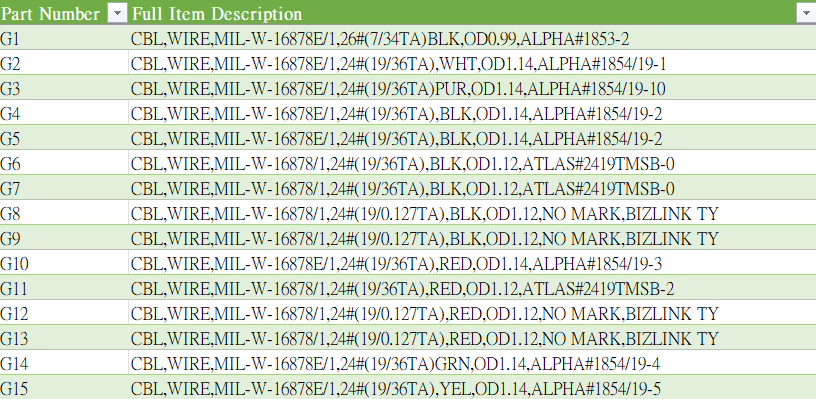 Part Number Full Item Description
G1 CBL,WIRE,MIL-W-16878E/1,26#(7/34TA)BLK,OD0.99,ALPHA#1853-2
G2 CBL,WIRE,MIL-W-16878E/1,24#(19/36TA),WHT,OD1.14,ALPHA#1854/19-1
G3 CBL,WIRE,MIL-W-16878E/1,24#(19/36TA)PUR,OD1.14,ALPHA#1854/19-10
G4 CBL,WIRE,MIL-W-16878E/1,24#(19/36TA),BLK,OD1.14,ALPHA#1854/19-2
G5 CBL,WIRE,MIL-W-16878E/1,24#(19/36TA),BLK,OD1.14,ALPHA#1854/19-2
G6 CBL,WIRE,MIL-W-16878/1,24#(19/36TA),BLK,OD1.12,ATLAS#2419TMSB-0
G7 CBL,WIRE,MIL-W-16878/1,24#(19/36TA),BLK,OD1.12,ATLAS#2419TMSB-0
G8 CBL,WIRE,MIL-W-16878/1,24#(19/0.127TA),BLK,OD1.12,NO MARK,BIZLINK TY
G9 CBL,WIRE,MIL-W-16878/1,24#(19/0.127TA),BLK,OD1.12,NO MARK,BIZLINK TY
G10 CBL,WIRE,MIL-W-16878E/1,24#(19/36TA),RED,OD1.14,ALPHA#1854/19-3
G11 CBL,WIRE,MIL-W-16878/1,24#(19/36TA),RED,OD1.12,ATLAS#2419TMSB-2
G12 CBL,WIRE,MIL-W-16878/1,24#(19/0.127TA),RED,OD1.12,NO MARK,BIZLINK TY
G13 CBL,WIRE,MIL-W-16878/1,24#(19/0.127TA),RED,OD1.12,NO MARK,BIZLINK TY
G14 CBL,WIRE,MIL-W-16878E/1,24#(19/36TA)GRN,OD1.14,ALPHA#1854/19-4
G15 CBL,WIRE,MIL-W-16878E/1,24#(19/36TA),YEL,OD1.14,ALPHA#1854/19-5